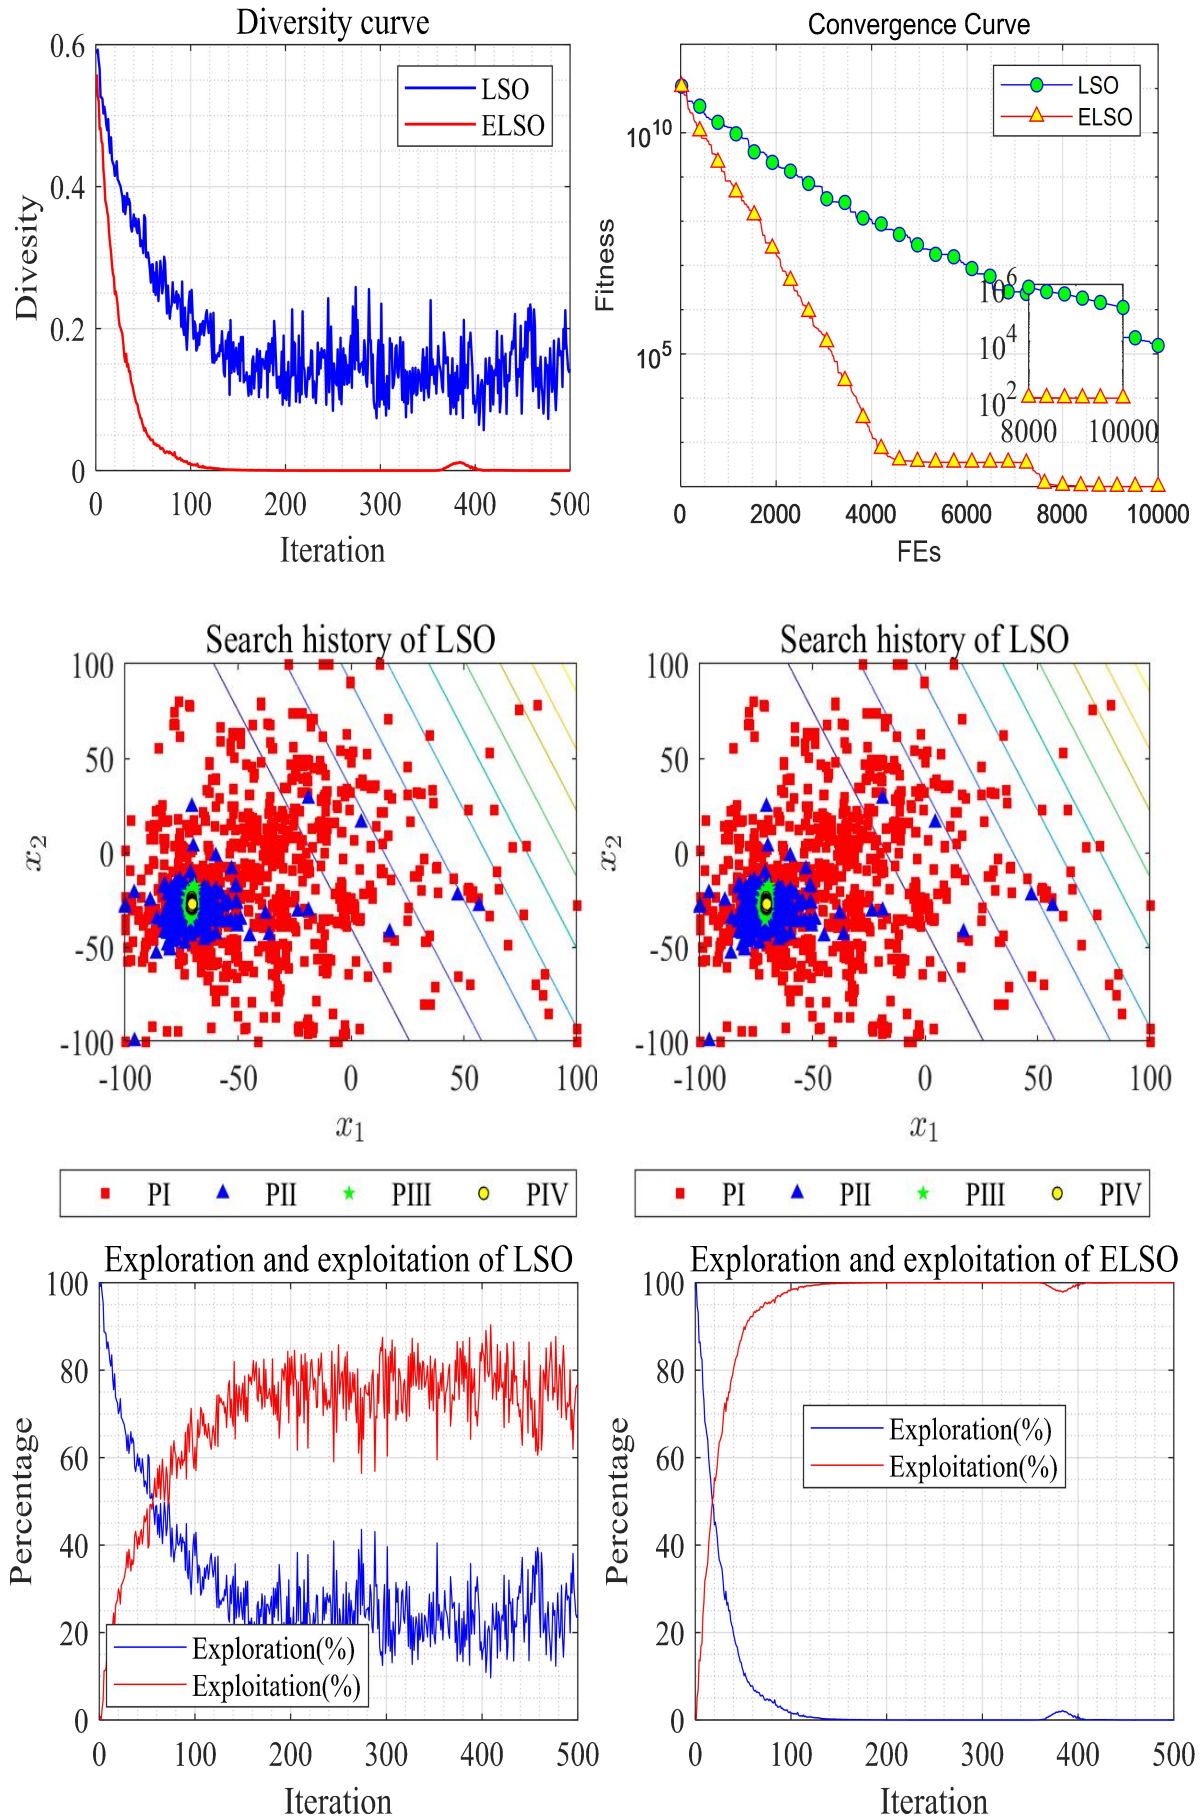 Diversity curve
0.6
0.4
0.2
0
Divesity
LSO
ELSO
0 100 200 300 400 500
Iteration
Convergence Curve
10^10
10^5
Fitness
LSO
ELSO
10^6
10^4
10^2
8000 10000
0 2000 4000 6000 8000 10000
FEs
Search history of LSO
100
50
0
-50
-100
x_2
-100 -50 0 50 100
x_1
PI PII PIII PIV
Search history of LSO
100
50
0
-50
-100
x_2
-100 -50 0 50 100
x_1
PI PII PIII PIV
Exploration and exploitation of LSO
100
80
60
40
20
0
Percentage
Exploration(%)
Exploitation(%)
0 100 200 300 400 500
Iteration
Exploration and exploitation of ELSO
100
80
60
40
20
0
Percentage
Exploration(%)
Exploitation(%)
0 100 200 300 400 500
Iteration